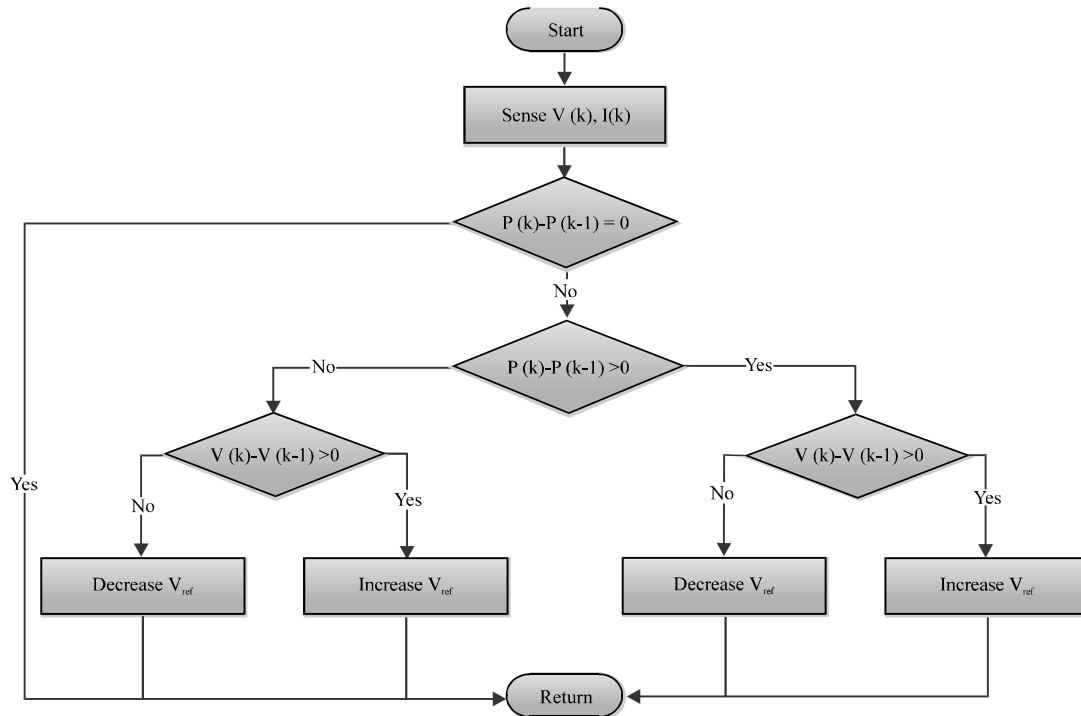 Start
Sense V (k), I(k)
P (k)-P (k-1) = 0
No
P (k)-P (k-1) >0
No
Yes
V (k)-V (k-1) >0
V (k)-V (k-1) >0
Yes
No
Yes
No
Yes
Decrease Vref
Increase Vref
Decrease Vref
Increase Vref
Return